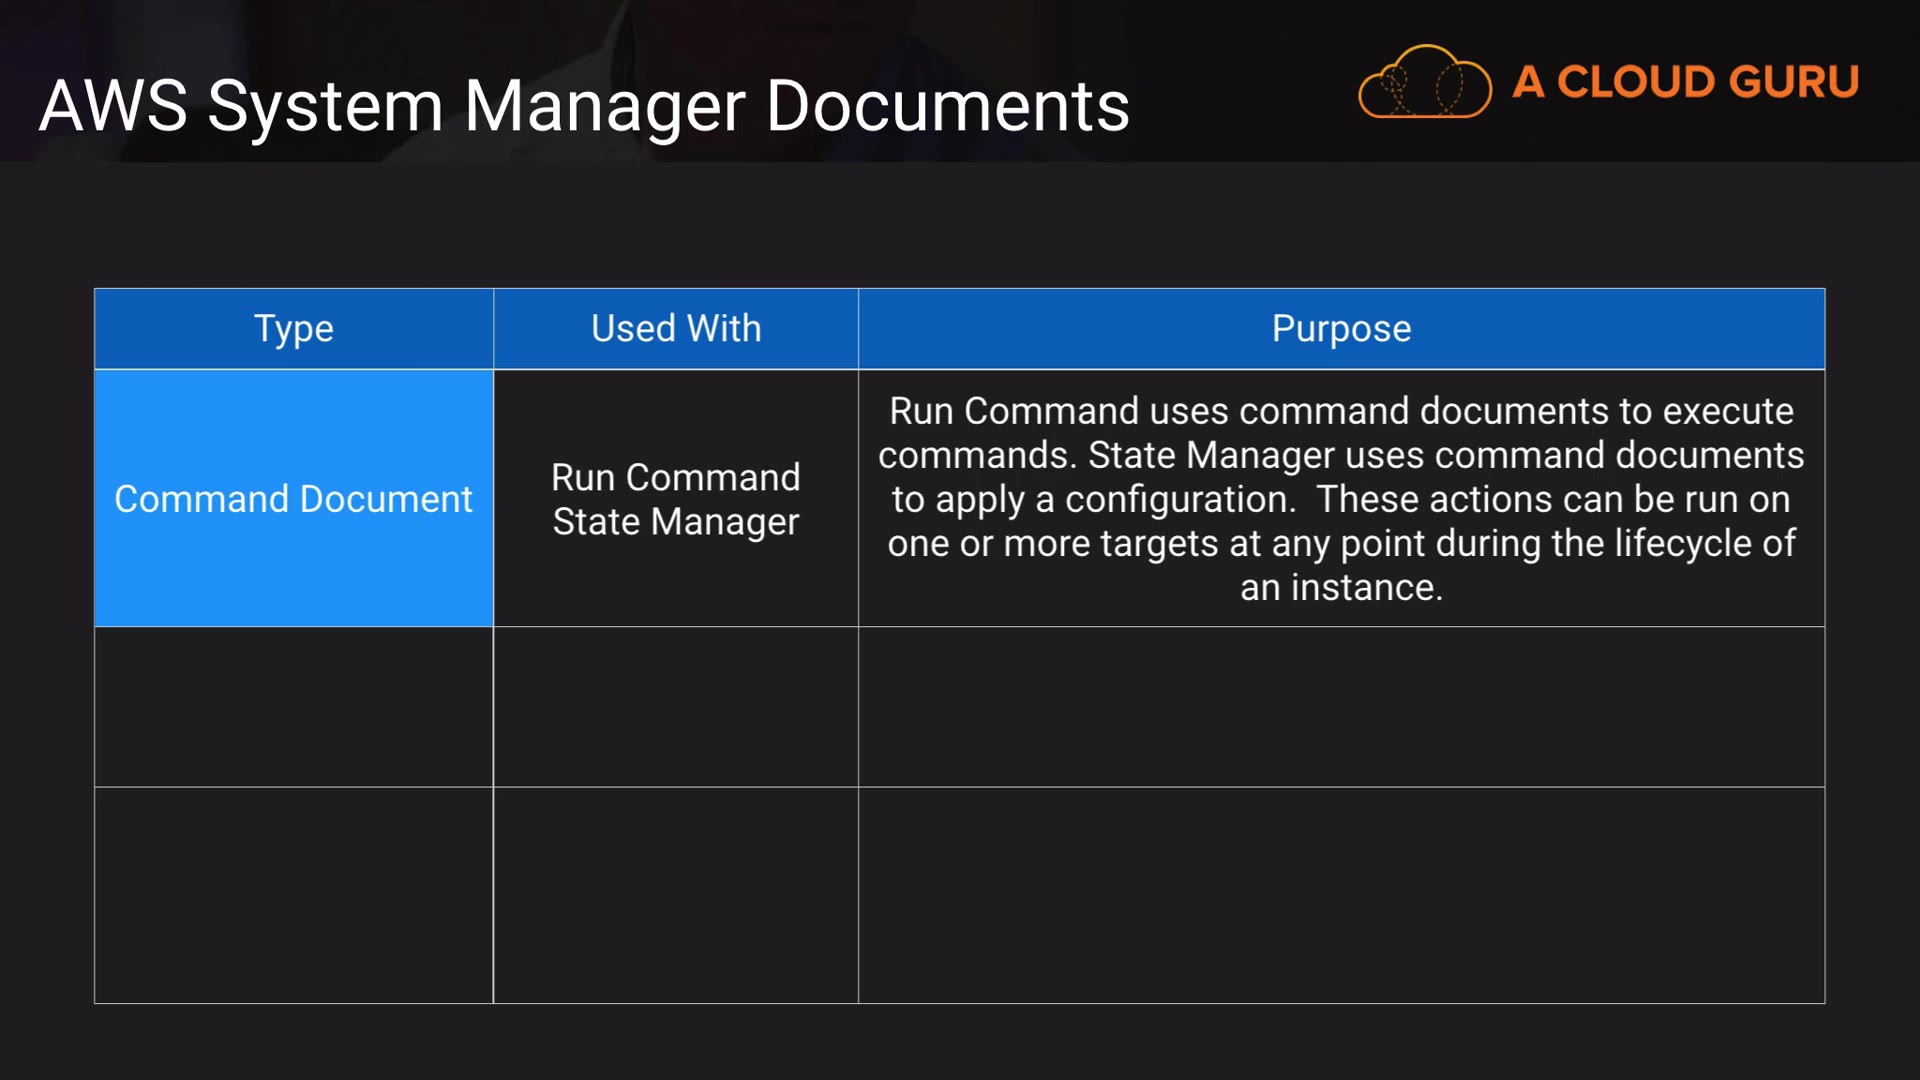 AWS System Manager Documents
A CLOUD GURU
Type
Used With
Purpose
Command Document
Run Command
State Manager
Run Command uses command documents to execute
commands. State Manager uses command documents
to apply a configuration.  These actions can be run on
one or more targets at any point during the lifecycle of
an instance.